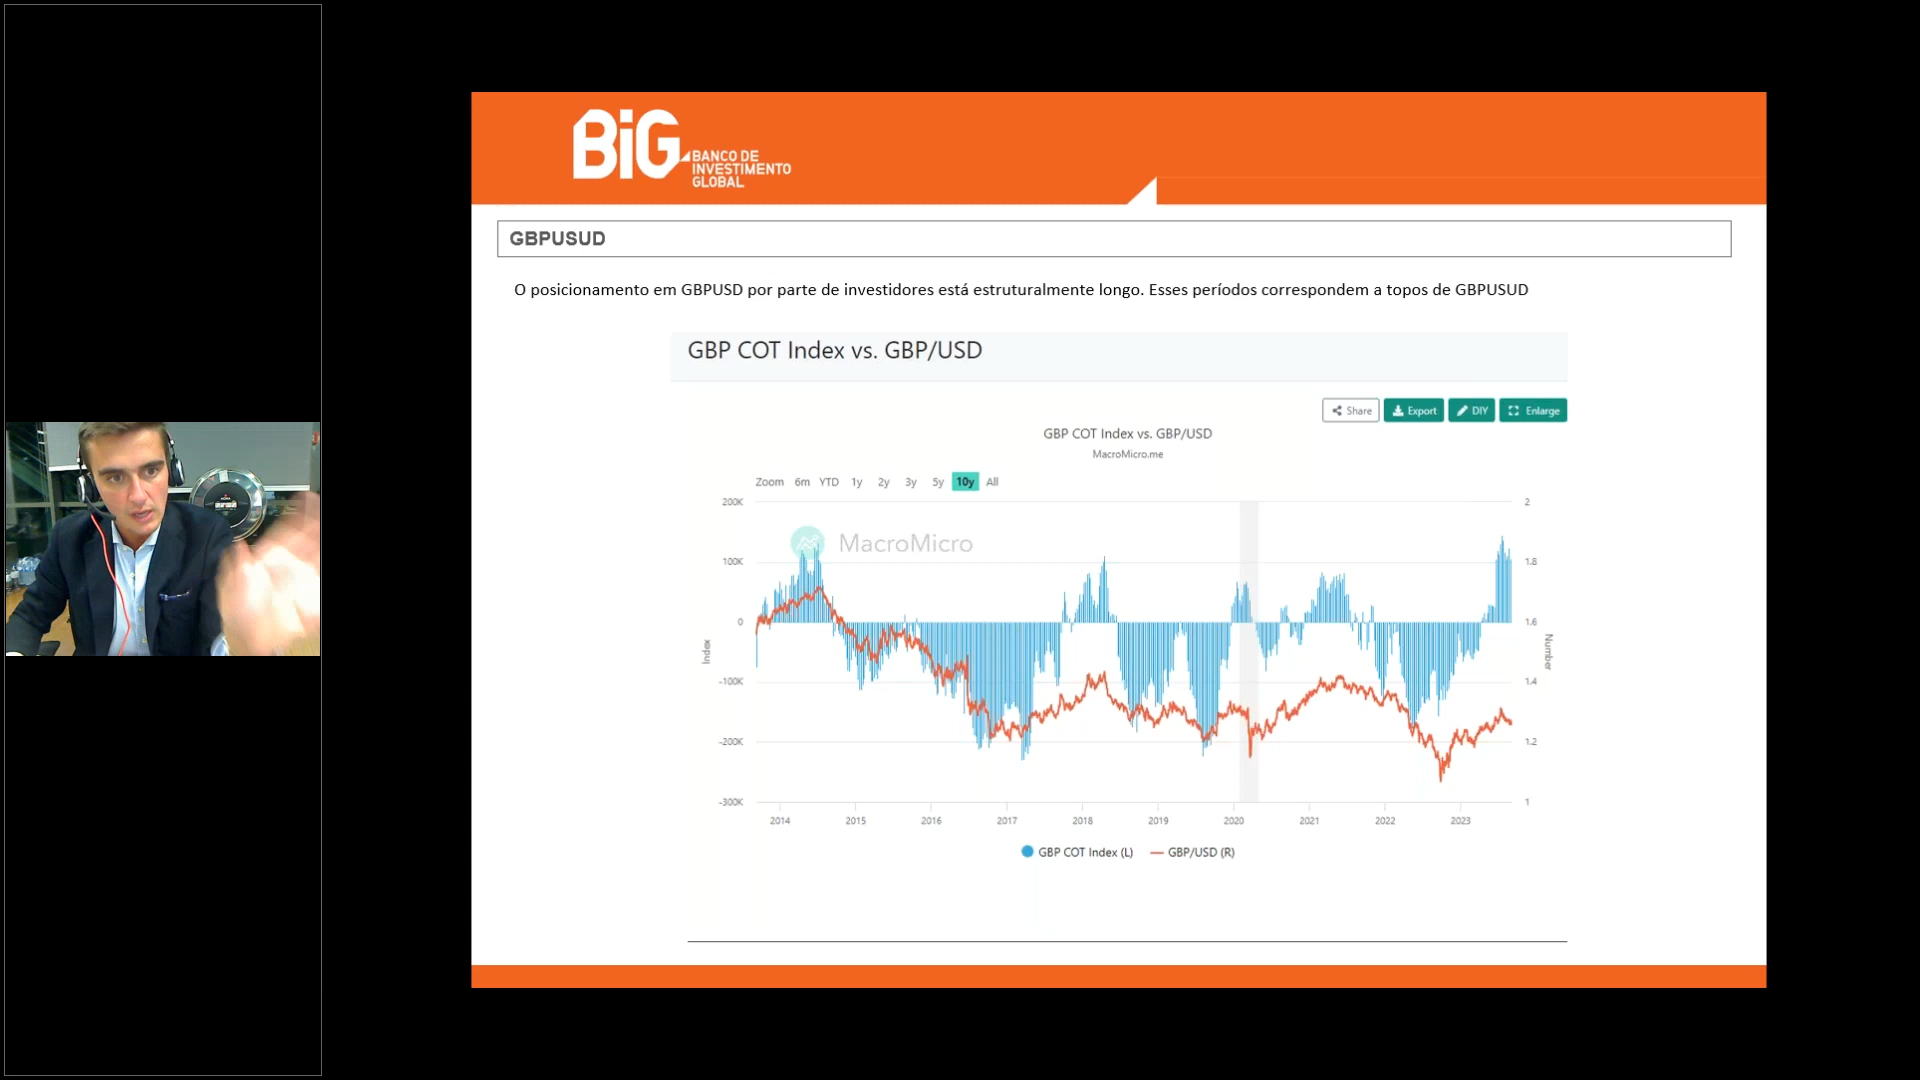 BiG
BANCO DE
INVESTIMENTO
GLOBAL
GBPUSUD
O posicionamento em GBPUSD por parte de investidores está estruturalmente longo. Esses períodos correspondem a topos de GBPUSUD
GBP COT Index vs. GBP/USD
Share Export DIY Enlarge
GBP COT Index vs. GBP/USD
MacroMicro.me
Zoom 6m YTD 1y 2y 3y 5y 10y All
200K 2
MacroMicro
100K 1.8
0 1.6
Index Number
-100K 1.4
-200K 1.2
-300K 1
2014 2015 2016 2017 2018 2019 2020 2021 2022 2023
GBP COT Index (L) GBP/USD (R)